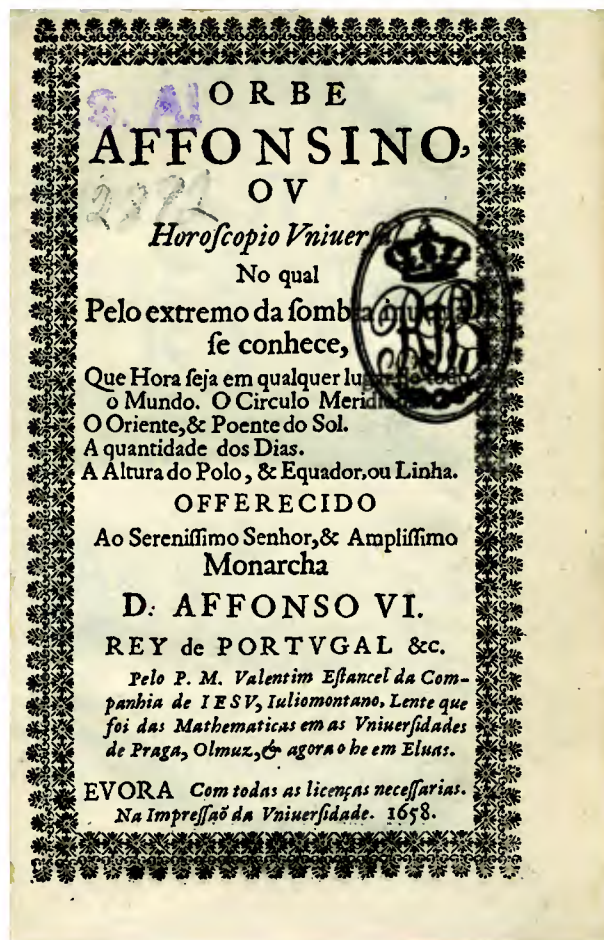 ORBE
AFFONSINO,
OV
Horoſcopio Vniuerſ
No qual
Pelo extremo da ſombra
ſe conhece,
Que Hora ſeja em qualquer lugar
o Mundo. O Circulo Meridi
O Oriente, & Poente do Sol.
A quantidade dos Dias.
A Altura do Polo, & Equador, ou Linha.
OFFERECIDO
Ao Sereniſſimo Senhor, & Ampliſſimo
Monarcha
D. AFFONSO VI.
REY de PORTVGAL &c.
Pelo P. M. Valentim Eſtancel da Com-
panhia de IESV, Iuliomontano, Lente que
foi das Mathematicas em as Vniuerſidades
de Praga, Olmuz, & agora o he em Eluas.
EVORA Com todas as licenças neceſſarias.
Na Impreſſaõ da Vniuerſidade. 1658.